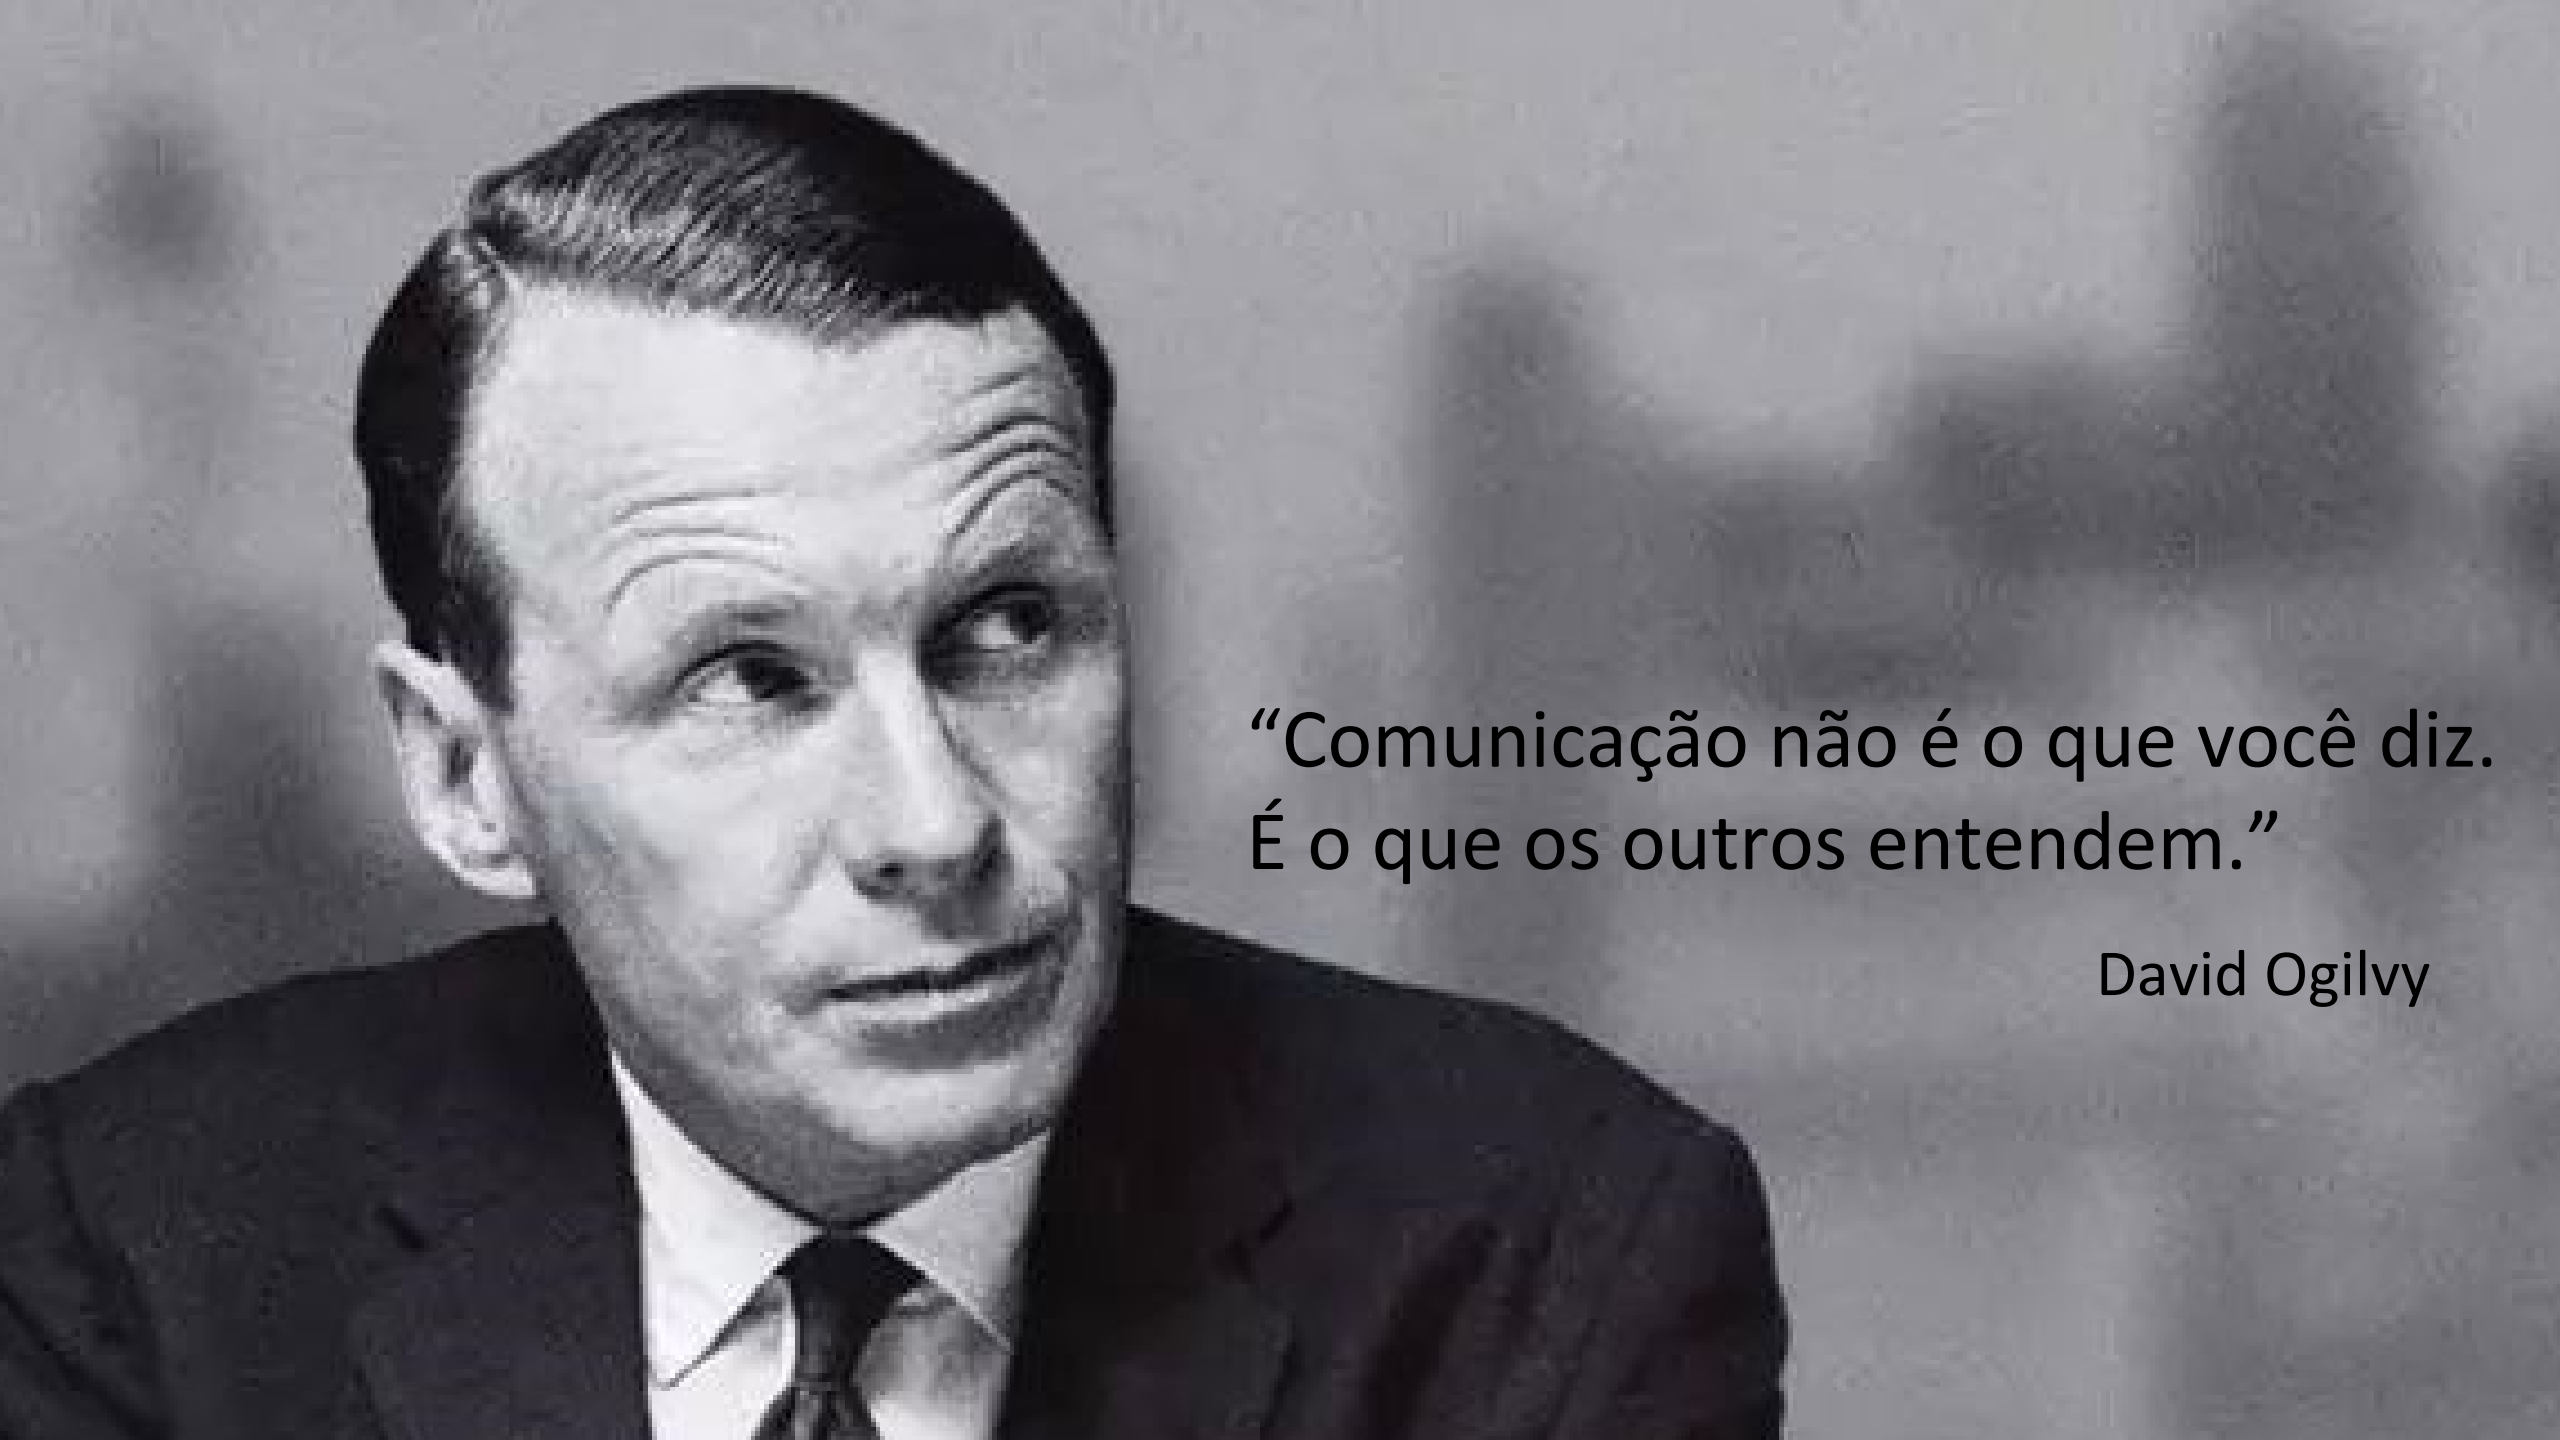 “Comunicação não é o que você diz.
É o que os outros entendem.”
David Ogilvy